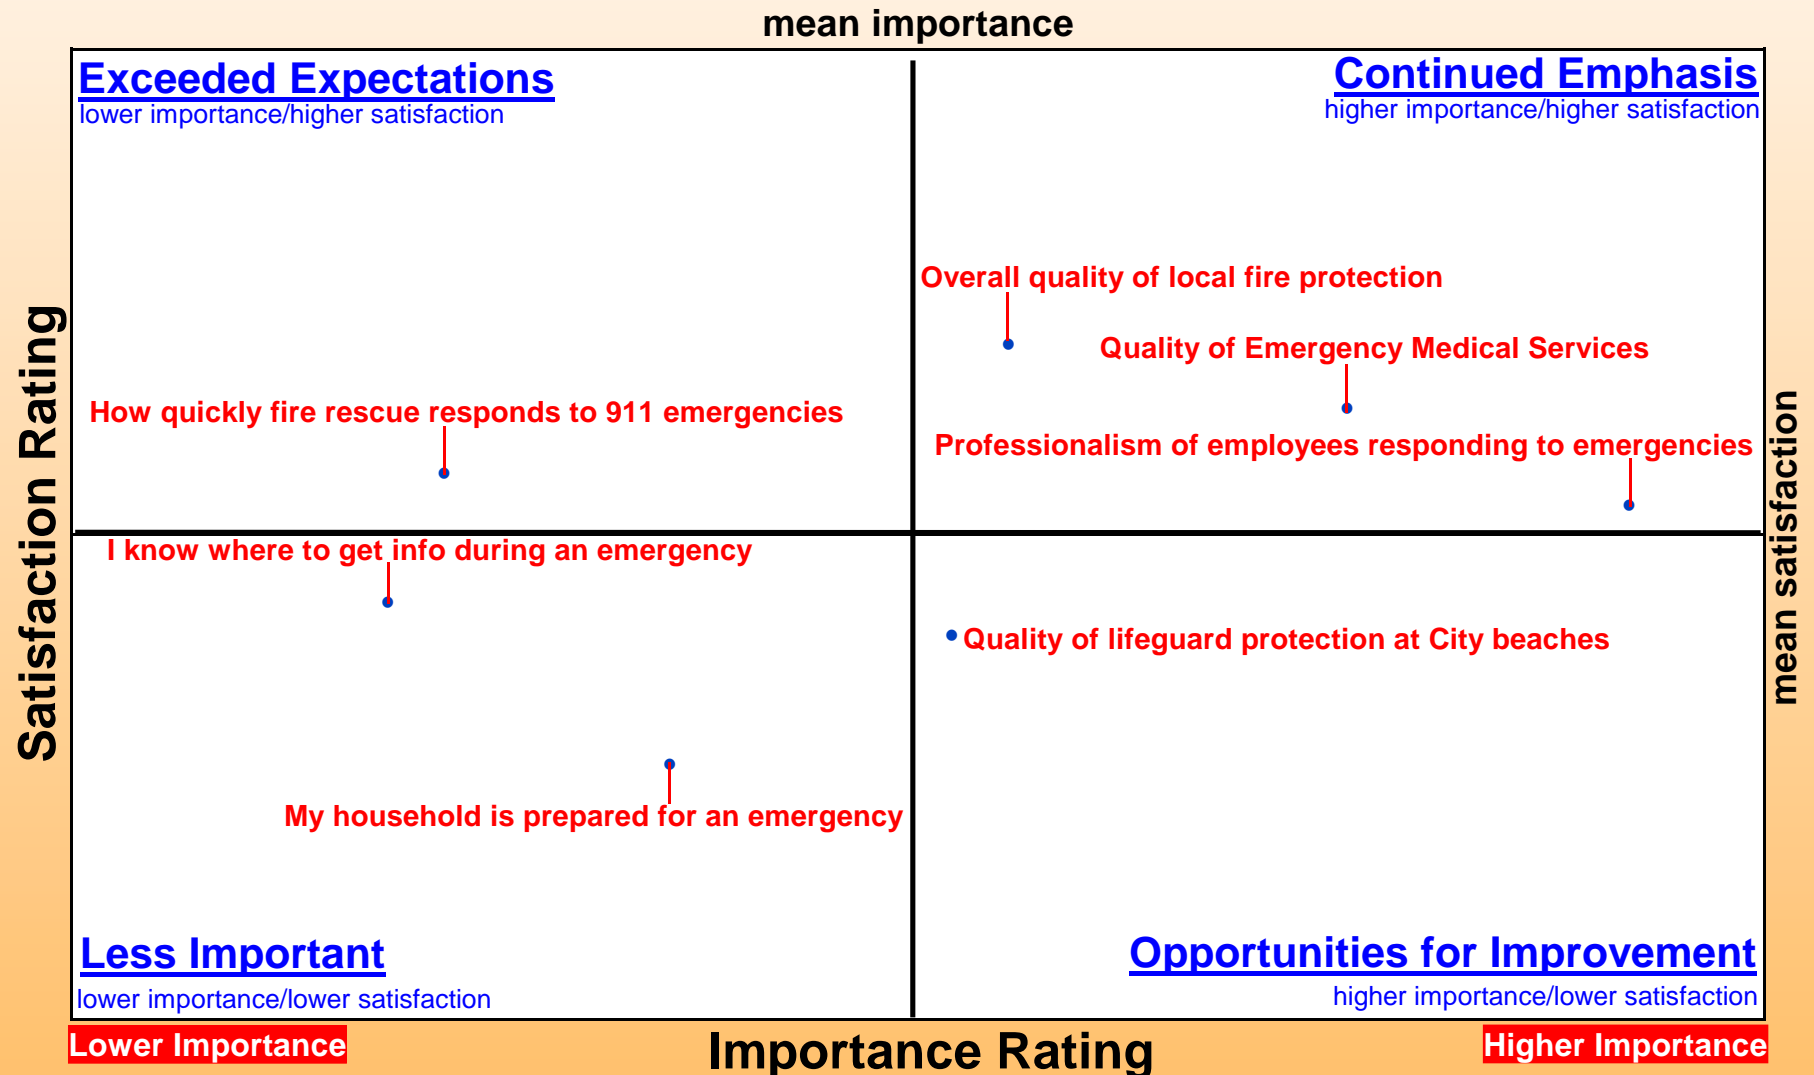 mean importance
Exceeded Expectations
lower importance/higher satisfaction
Continued Emphasis
higher importance/higher satisfaction
Overall quality of local fire protection
Quality of Emergency Medical Services
How quickly fire rescue responds to 911 emergencies
Professionalism of employees responding to emergencies
Satisfaction Rating
mean satisfaction
I know where to get info during an emergency
Quality of lifeguard protection at City beaches
My household is prepared for an emergency
Less Important
lower importance/lower satisfaction
Opportunities for Improvement
higher importance/lower satisfaction
Lower Importance
Importance Rating
Higher Importance